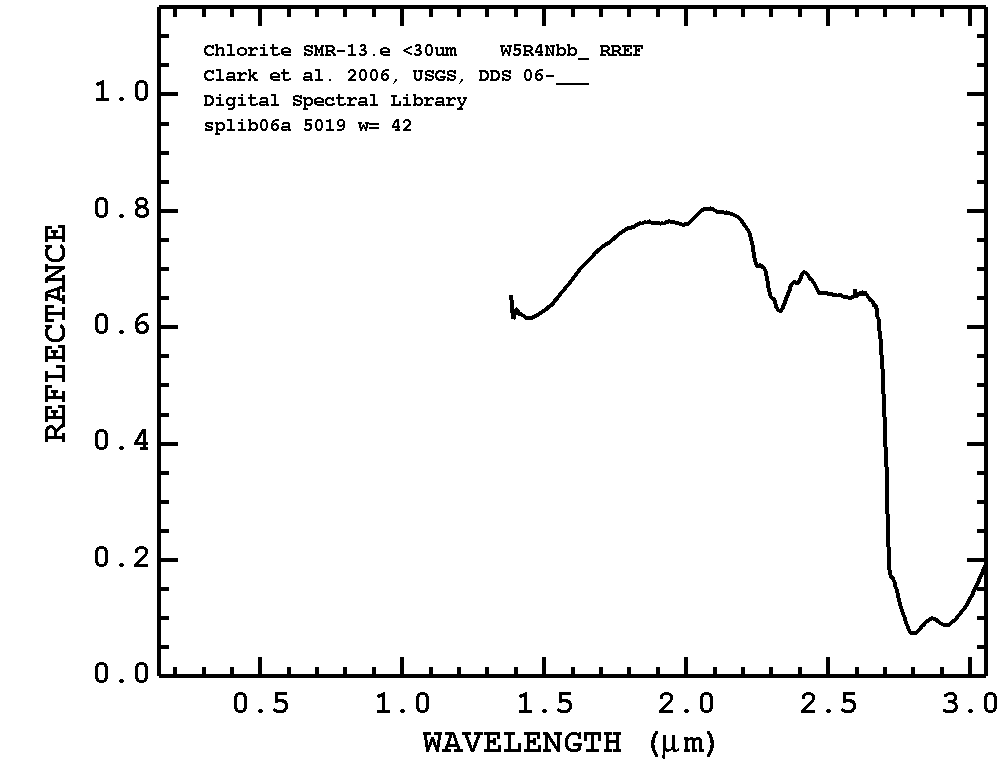 Chlorite SMR-13.e <30um W5R4Nbb_ RREF
Clark et al. 2006, USGS, DDS 06-___
Digital Spectral Library
splib06a 5019 w= 42
1.0
0.8
0.6
0.4
0.2
0.0
REFLECTANCE
0.5 1.0 1.5 2.0 2.5 3.0
WAVELENGTH (μm)